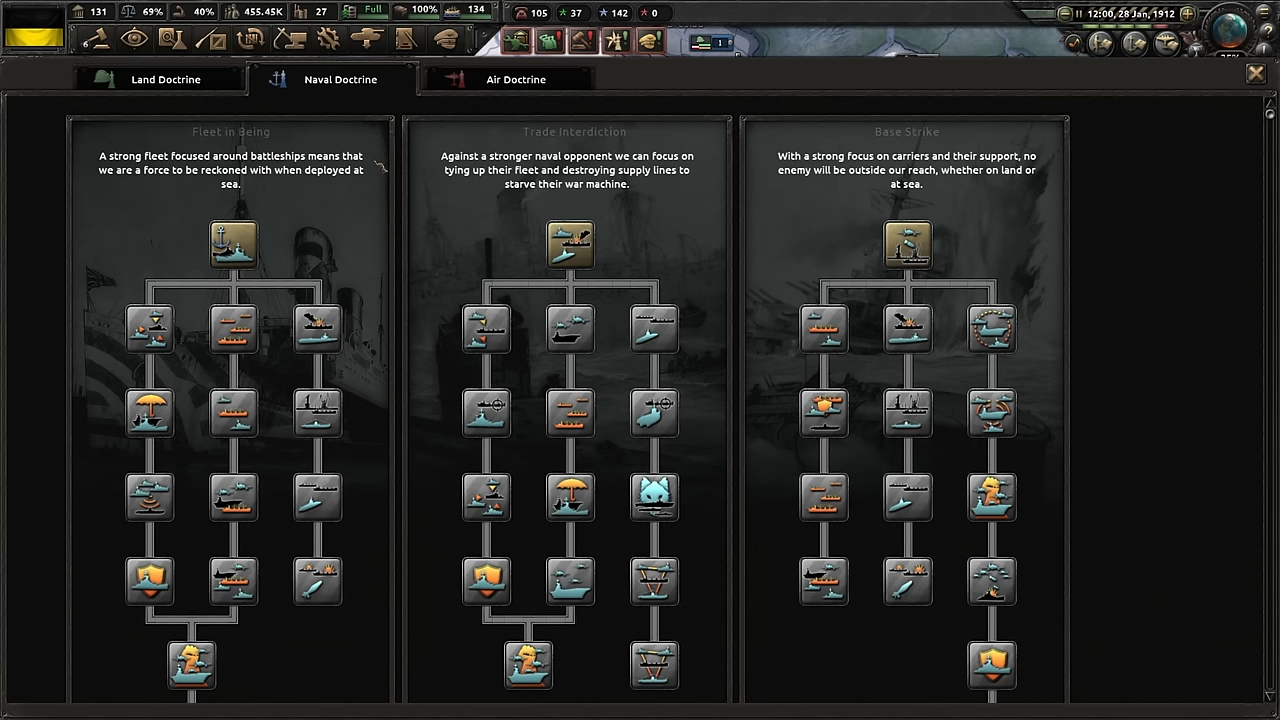 131 69% 40% 455.45K 27 Full 100% 134 105 37 142 0 12:00, 28 Jan, 1912
1
Land Doctrine Naval Doctrine Air Doctrine
Fleet in Being
A strong fleet focused around battleships means that
we are a force to be reckoned with when deployed at
sea.
Trade Interdiction
Against a stronger naval opponent we can focus on
tying up their fleet and destroying supply lines to
starve their war machine.
Base Strike
With a strong focus on carriers and their support, no
enemy will be outside our reach, whether on land or
at sea.